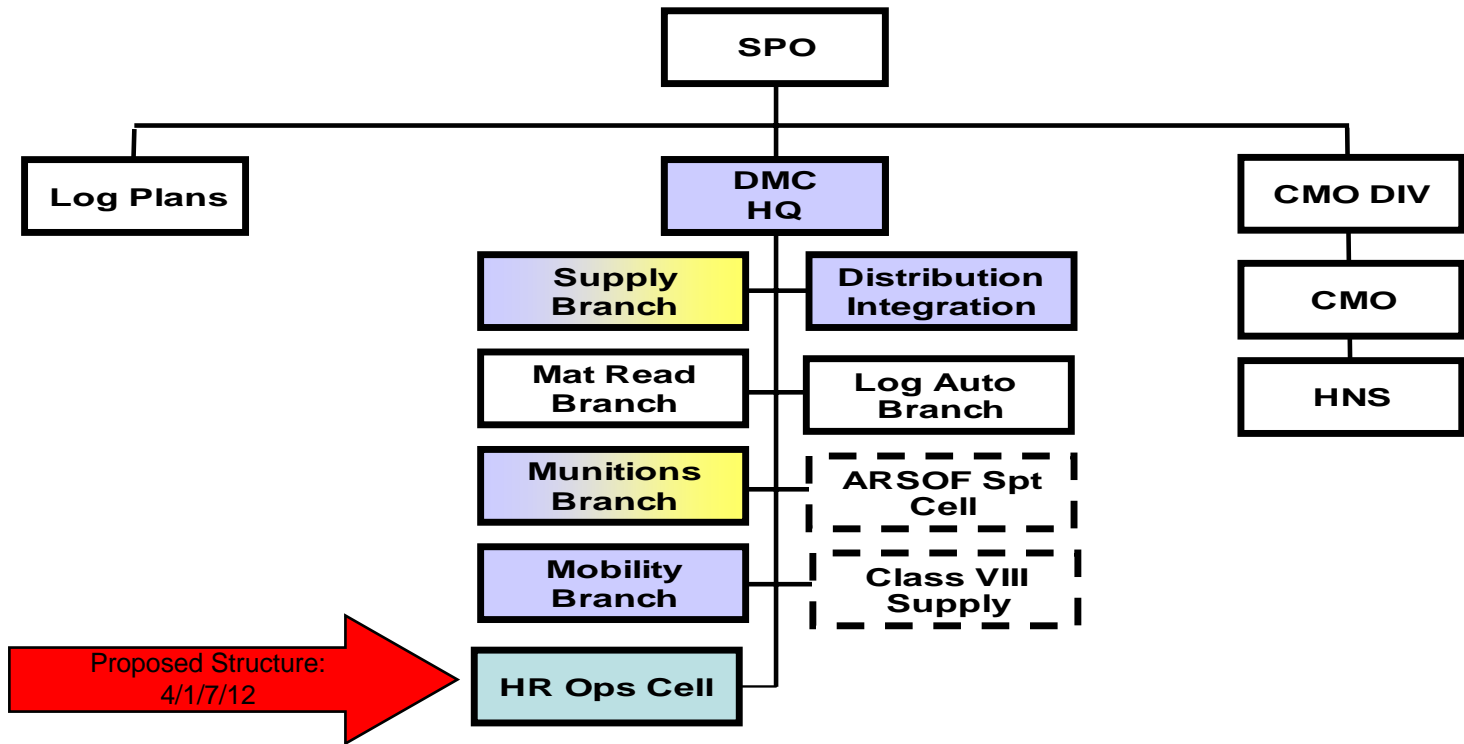 SPO
Log Plans
DMC
HQ
CMO DIV
Supply
Branch
Distribution
Integration
CMO
Mat Read
Branch
Log Auto
Branch
HNS
Munitions
Branch
ARSOF Spt
Cell
Mobility
Branch
Class VIII
Supply
Proposed Structure:
4/1/7/12
HR Ops Cell